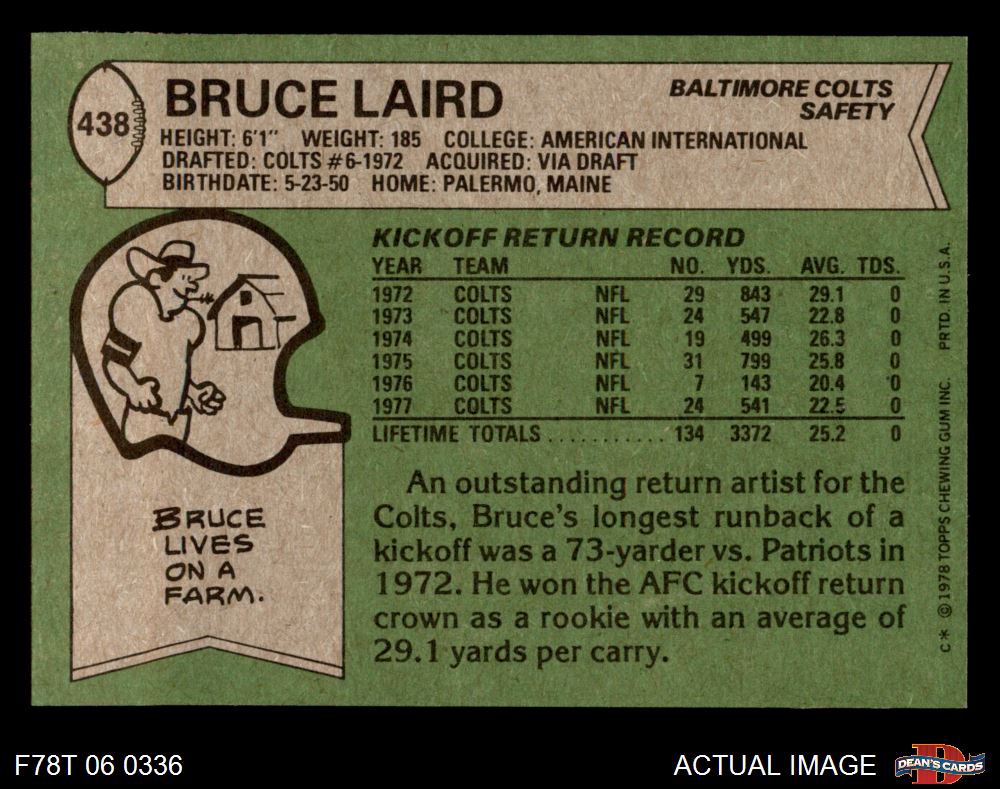 438
BRUCE LAIRD
BALTIMORE COLTS
SAFETY
HEIGHT: 6'1" WEIGHT: 185 COLLEGE: AMERICAN INTERNATIONAL
DRAFTED: COLTS #6-1972 ACQUIRED: VIA DRAFT
BIRTHDATE: 5-23-50 HOME: PALERMO, MAINE
KICKOFF RETURN RECORD
YEAR TEAM NO. YDS. AVG. TDS.
1972 COLTS NFL 29 843 29.1 0
1973 COLTS NFL 24 547 22.8 0
1974 COLTS NFL 19 499 26.3 0
1975 COLTS NFL 31 799 25.8 0
1976 COLTS NFL 7 143 20.4 0
1977 COLTS NFL 24 541 22.5 0
LIFETIME TOTALS ........... 134 3372 25.2 0
BRUCE
LIVES
ON A
FARM.
An outstanding return artist for the
Colts, Bruce's longest runback of a
kickoff was a 73-yarder vs. Patriots in
1972. He won the AFC kickoff return
crown as a rookie with an average of
29.1 yards per carry.
C* © 1978 TOPPS CHEWING GUM INC. PRTD. IN U.S.A.
F78T 06 0336
ACTUAL IMAGE
D
DEAN'S CARDS